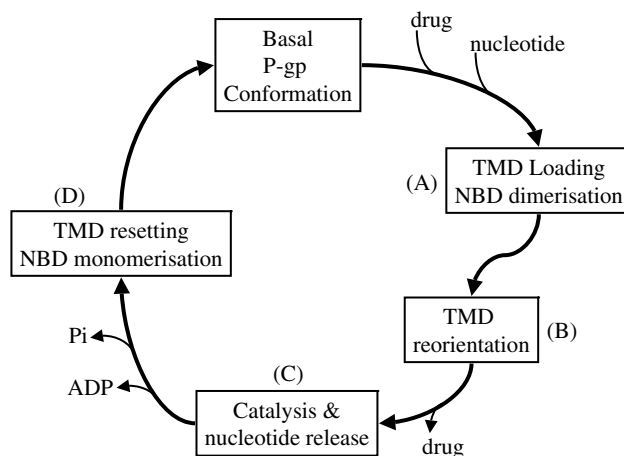 Basal
P-gp
Conformation
drug
nucleotide
(A)
TMD Loading
NBD dimerisation
(B)
TMD
reorientation
drug
(C)
Catalysis &
nucleotide release
ADP
Pi
(D)
TMD resetting
NBD monomerisation